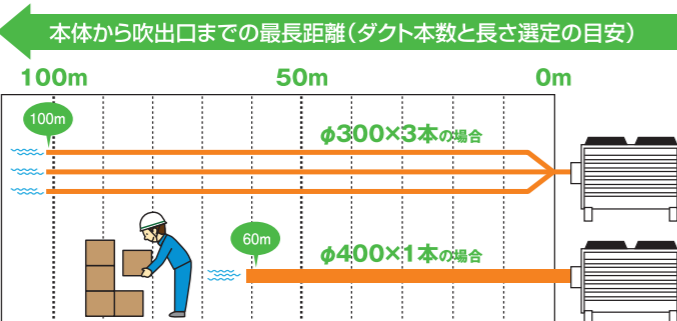 本体から吹出口までの最長距離（ダクト本数と長さ選定の目安）
100m 50m 0m
100m
φ300×3本の場合
60m
φ400×1本の場合